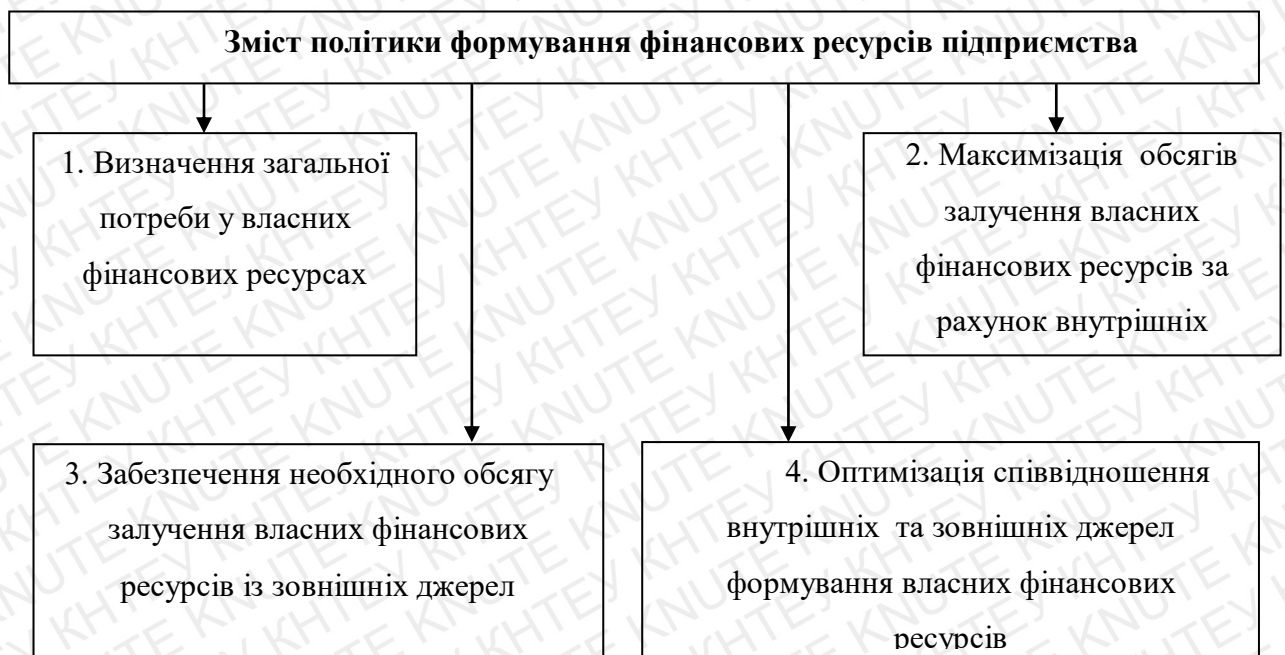 Зміст політики формування фінансових ресурсів підприємства
1. Визначення загальної
потреби у власних
фінансових ресурсах
2. Максимізація обсягів
залучення власних
фінансових ресурсів за
рахунок внутрішніх
3. Забезпечення необхідного обсягу
залучення власних фінансових
ресурсів із зовнішніх джерел
4. Оптимізація співвідношення
внутрішніх та зовнішніх джерел
формування власних фінансових
ресурсів